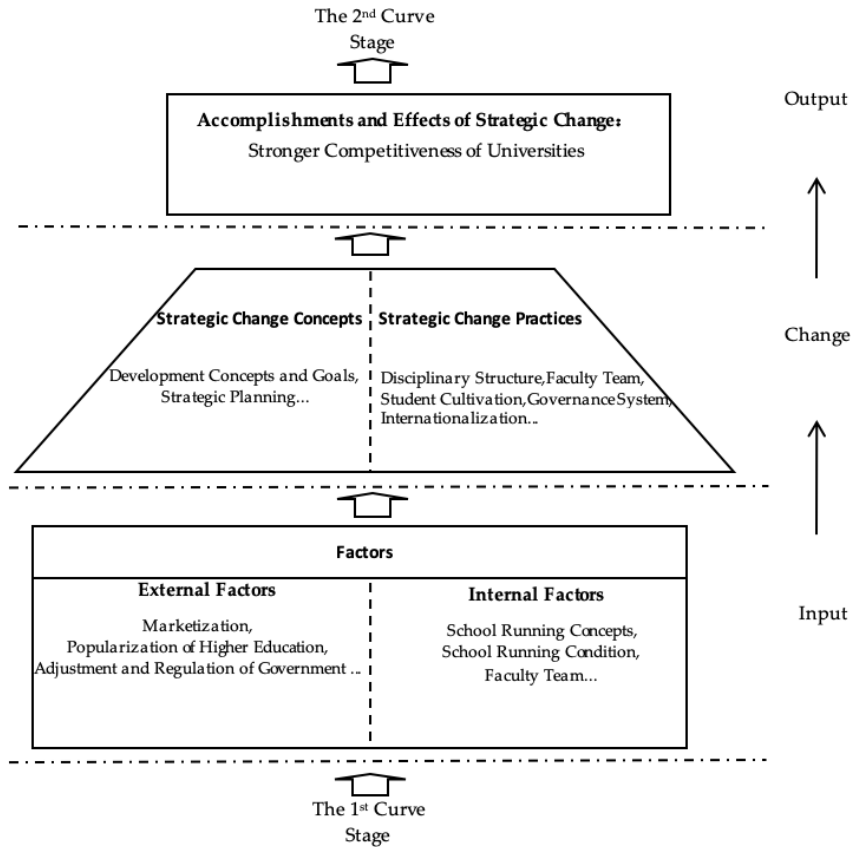 The 2nd Curve
Stage
Output
Accomplishments and Effects of Strategic Change:
Stronger Competitiveness of Universities
Change
Strategic Change Concepts
Development Concepts and Goals,
Strategic Planning...
Strategic Change Practices
Disciplinary Structure,Faculty Team,
Student Cultivation,Governance System,
Internationalization...
Input
Factors
External Factors
Marketization,
Popularization of Higher Education,
Adjustment and Regulation of Government ...
Internal Factors
School Running Concepts,
School Running Condition,
Faculty Team...
The 1st Curve
Stage